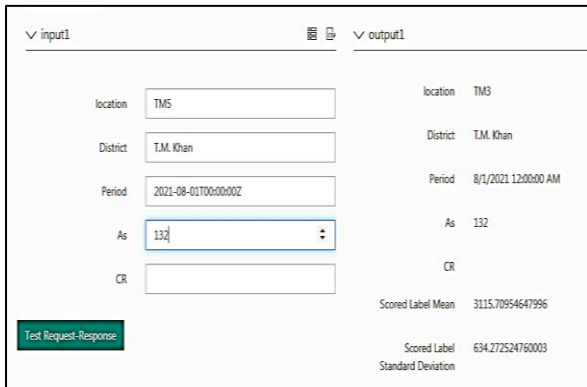 input1
location TM5
District T.M. Khan
Period 2021-08-01T00:00:00Z
As 132
CR
Test Request-Response
output1
location TM3
District T.M. Khan
Period 8/1/2021 12:00:00 AM
As 132
CR
Scored Label Mean 3115.70954647996
Scored Label
Standard Deviation 634.272524760003